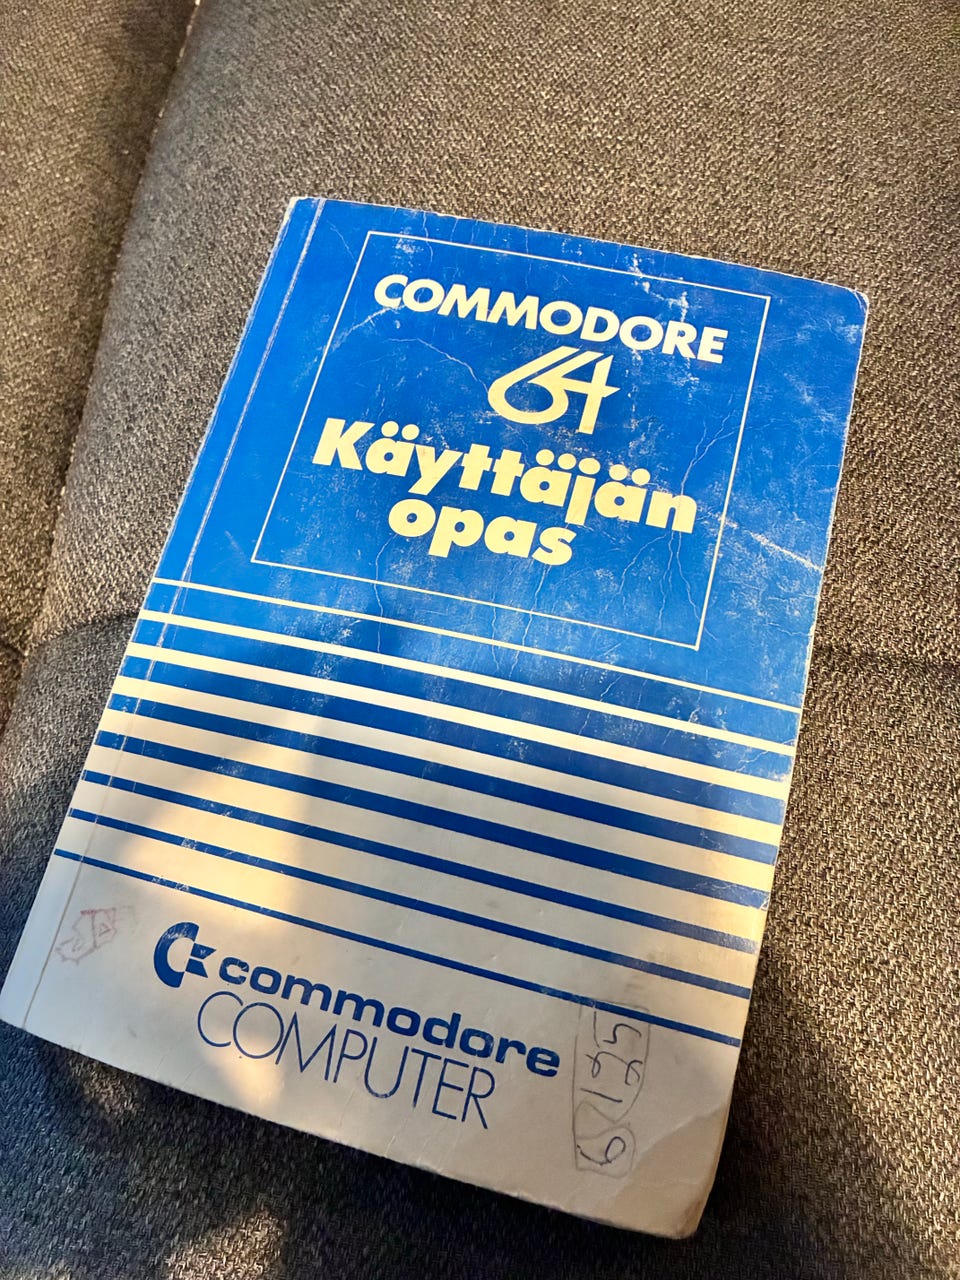 COMMODORE
64
Käyttäjän
opas
commodore
COMPUTER